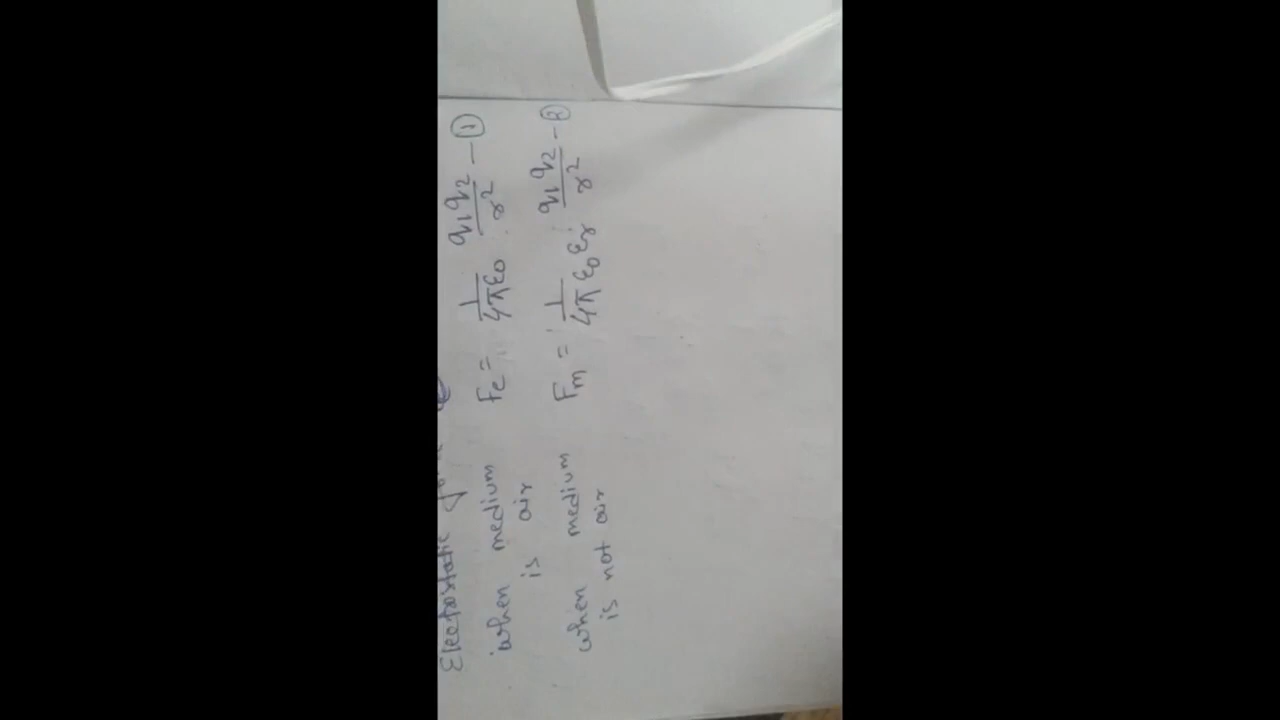 Electrostatic
when medium is air Fe = 1/4πε0 . q1q2/r² — ①
when medium is not air Fm = 1/4πε0εr . q1q2/r² — ②